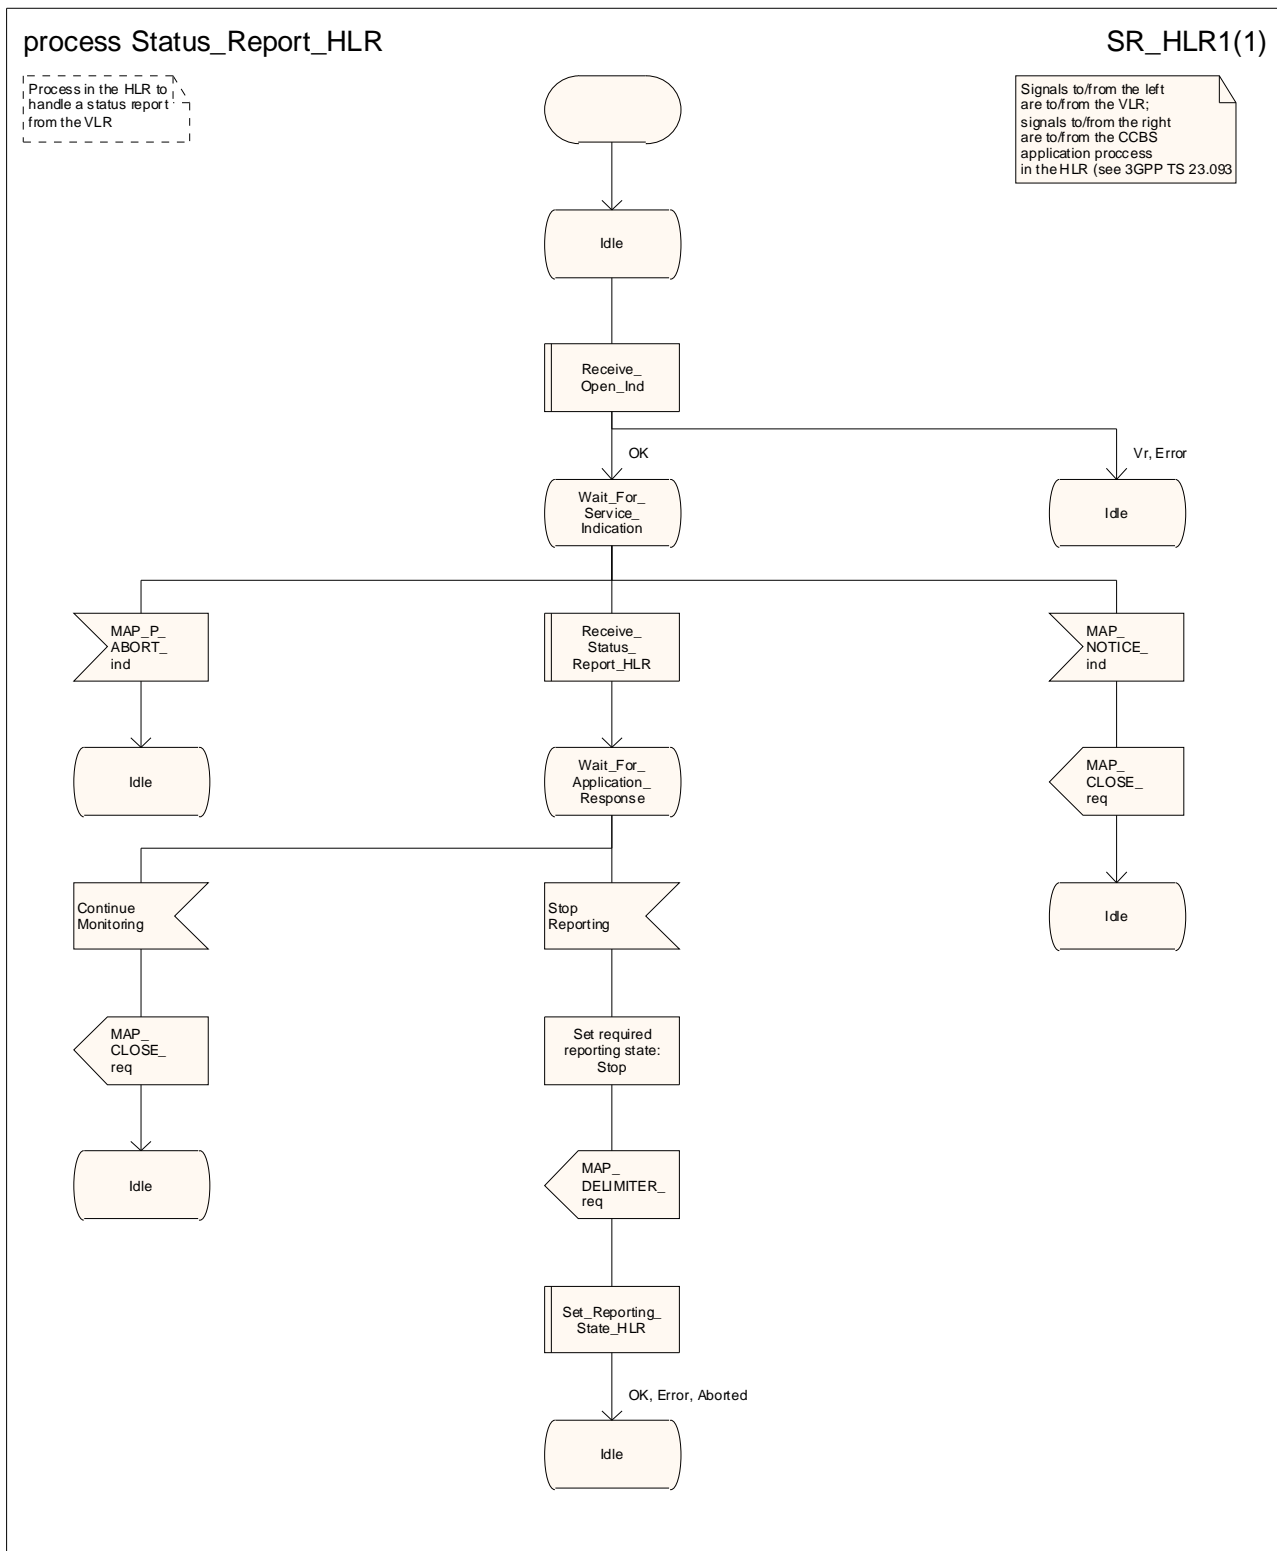 process Status_Report_HLR
SR_HLR1(1)
Process in the HLR to
handle a status report
from the VLR
Signals to/from the left
are to/from the VLR;
signals to/from the right
are to/from the CCBS
application proccess
in the HLR (see 3GPP TS 23.093
Idle
Receive_
Open_Ind
OK
Vr, Error
Wait_For_
Service_
Indication
Idle
MAP_P_
ABORT_
ind
Receive_
Status_
Report_HLR
MAP_
NOTICE_
ind
Idle
Wait_For_
Application_
Response
MAP_
CLOSE_
req
Continue
Monitoring
Stop
Reporting
Idle
MAP_
CLOSE_
req
Set required
reporting state:
Stop
Idle
MAP_
DELIMITER_
req
Set_Reporting_
State_HLR
OK, Error, Aborted
Idle